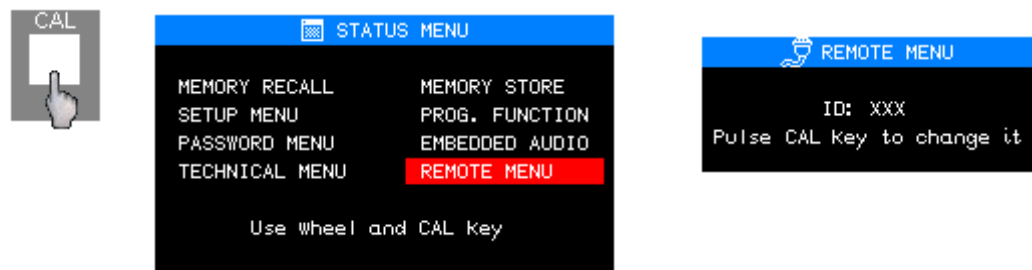 CAL
STATUS MENU
MEMORY RECALL MEMORY STORE
SETUP MENU PROG. FUNCTION
PASSWORD MENU EMBEDDED AUDIO
TECHNICAL MENU REMOTE MENU
Use Wheel and CAL Key
REMOTE MENU
ID: XXX
Pulse CAL Key to change it